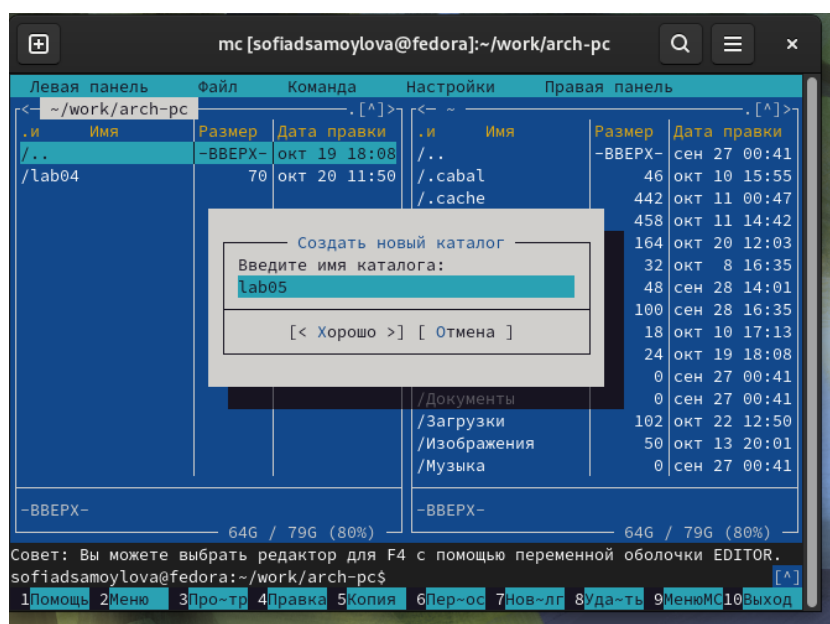 mc [sofiadsamoylova@fedora]:~/work/arch-pc
Левая панель Файл Команда Настройки Правая панель
<— ~/work/arch-pc .[^]> <— ~ .[^]>
.и Имя Размер Дата правки .и Имя Размер Дата правки
/.. -ВВЕРХ- окт 19 18:08 /.. -ВВЕРХ- сен 27 00:41
/lab04 70 окт 20 11:50 /.cabal 46 окт 10 15:55
/.cache 442 окт 11 00:47
458 окт 11 14:42
Создать новый каталог 164 окт 20 12:03
Введите имя каталога: 32 окт 8 16:35
lab05 48 сен 28 14:01
100 сен 28 16:35
[< Хорошо >] [ Отмена ] 18 окт 10 17:13
24 окт 19 18:08
0 сен 27 00:41
/Документы 0 сен 27 00:41
/Загрузки 102 окт 22 12:50
/Изображения 50 окт 13 20:01
/Музыка 0 сен 27 00:41
-ВВЕРХ- -ВВЕРХ-
64G / 79G (80%) 64G / 79G (80%)
Совет: Вы можете выбрать редактор для F4 с помощью переменной оболочки EDITOR.
sofiadsamoylova@fedora:~/work/arch-pc$ [^]
1Помощь 2Меню 3Про~тр 4Правка 5Копия 6Пер~ос 7Нов~лг 8Уда~ть 9МенюМС 10Выход